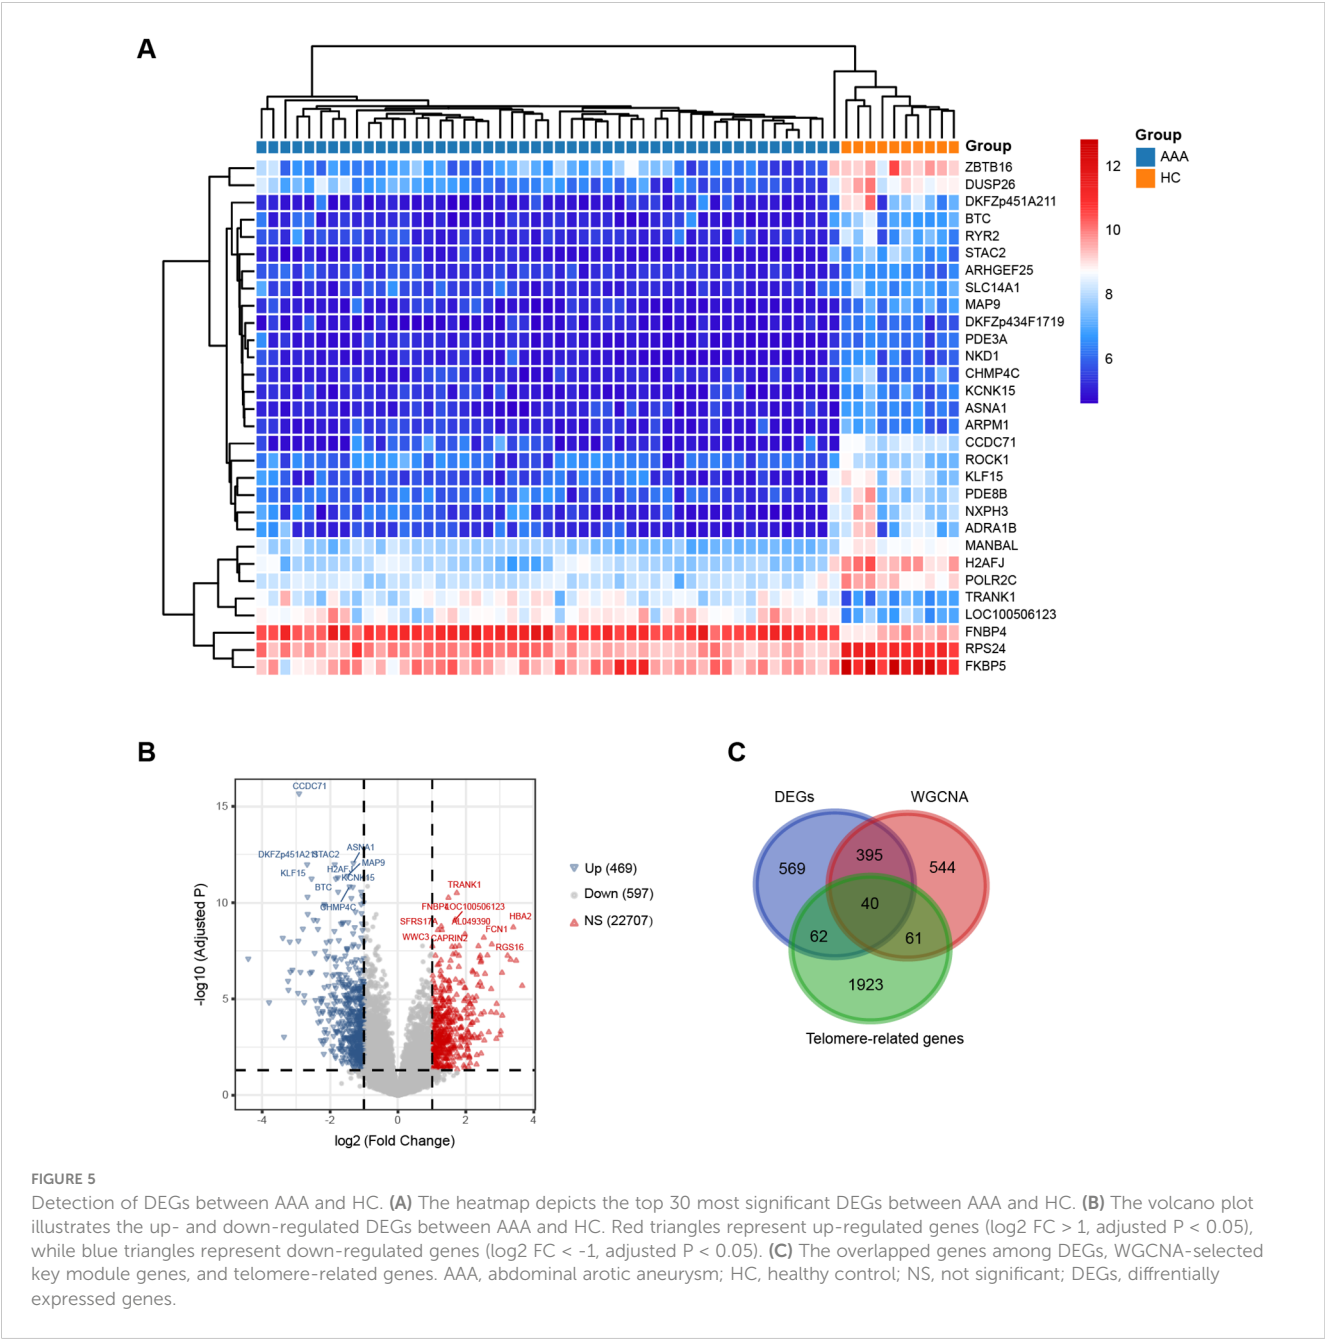 A
Group
ZBTB16
DUSP26
DKFZp451A211
BTC
RYR2
STAC2
ARHGEF25
SLC14A1
MAP9
DKFZp434F1719
PDE3A
NKD1
CHMP4C
KCNK15
ASNA1
ARPM1
CCDC71
ROCK1
KLF15
PDE8B
NXPH3
ADRA1B
MANBAL
H2AFJ
POLR2C
TRANK1
LOC100506123
FNBP4
RPS24
FKBP5
12
10
8
6
Group
AAA
HC
B
CCDC71
ASNA1
DKFZp451A211
STAC2
MAP9
H2AFJ
KLF15
KCNK15
BTC
CHMP4C
TRANK1
FNBP4
LOC100506123
HBA2
SFRS17A
AL049390
FCN1
WWC3
CAPRIN2
RGS16
15
10
5
0
-4
-2
0
2
4
-log10 (Adjusted P)
log2 (Fold Change)
Up (469)
Down (597)
NS (22707)
C
DEGs
WGCNA
569
395
544
40
62
61
1923
Telomere-related genes
FIGURE 5
Detection of DEGs between AAA and HC. (A) The heatmap depicts the top 30 most significant DEGs between AAA and HC. (B) The volcano plot
illustrates the up- and down-regulated DEGs between AAA and HC. Red triangles represent up-regulated genes (log2 FC > 1, adjusted P < 0.05),
while blue triangles represent down-regulated genes (log2 FC < -1, adjusted P < 0.05). (C) The overlapped genes among DEGs, WGCNA-selected
key module genes, and telomere-related genes. AAA, abdominal arotic aneurysm; HC, healthy control; NS, not significant; DEGs, diffrentially
expressed genes.